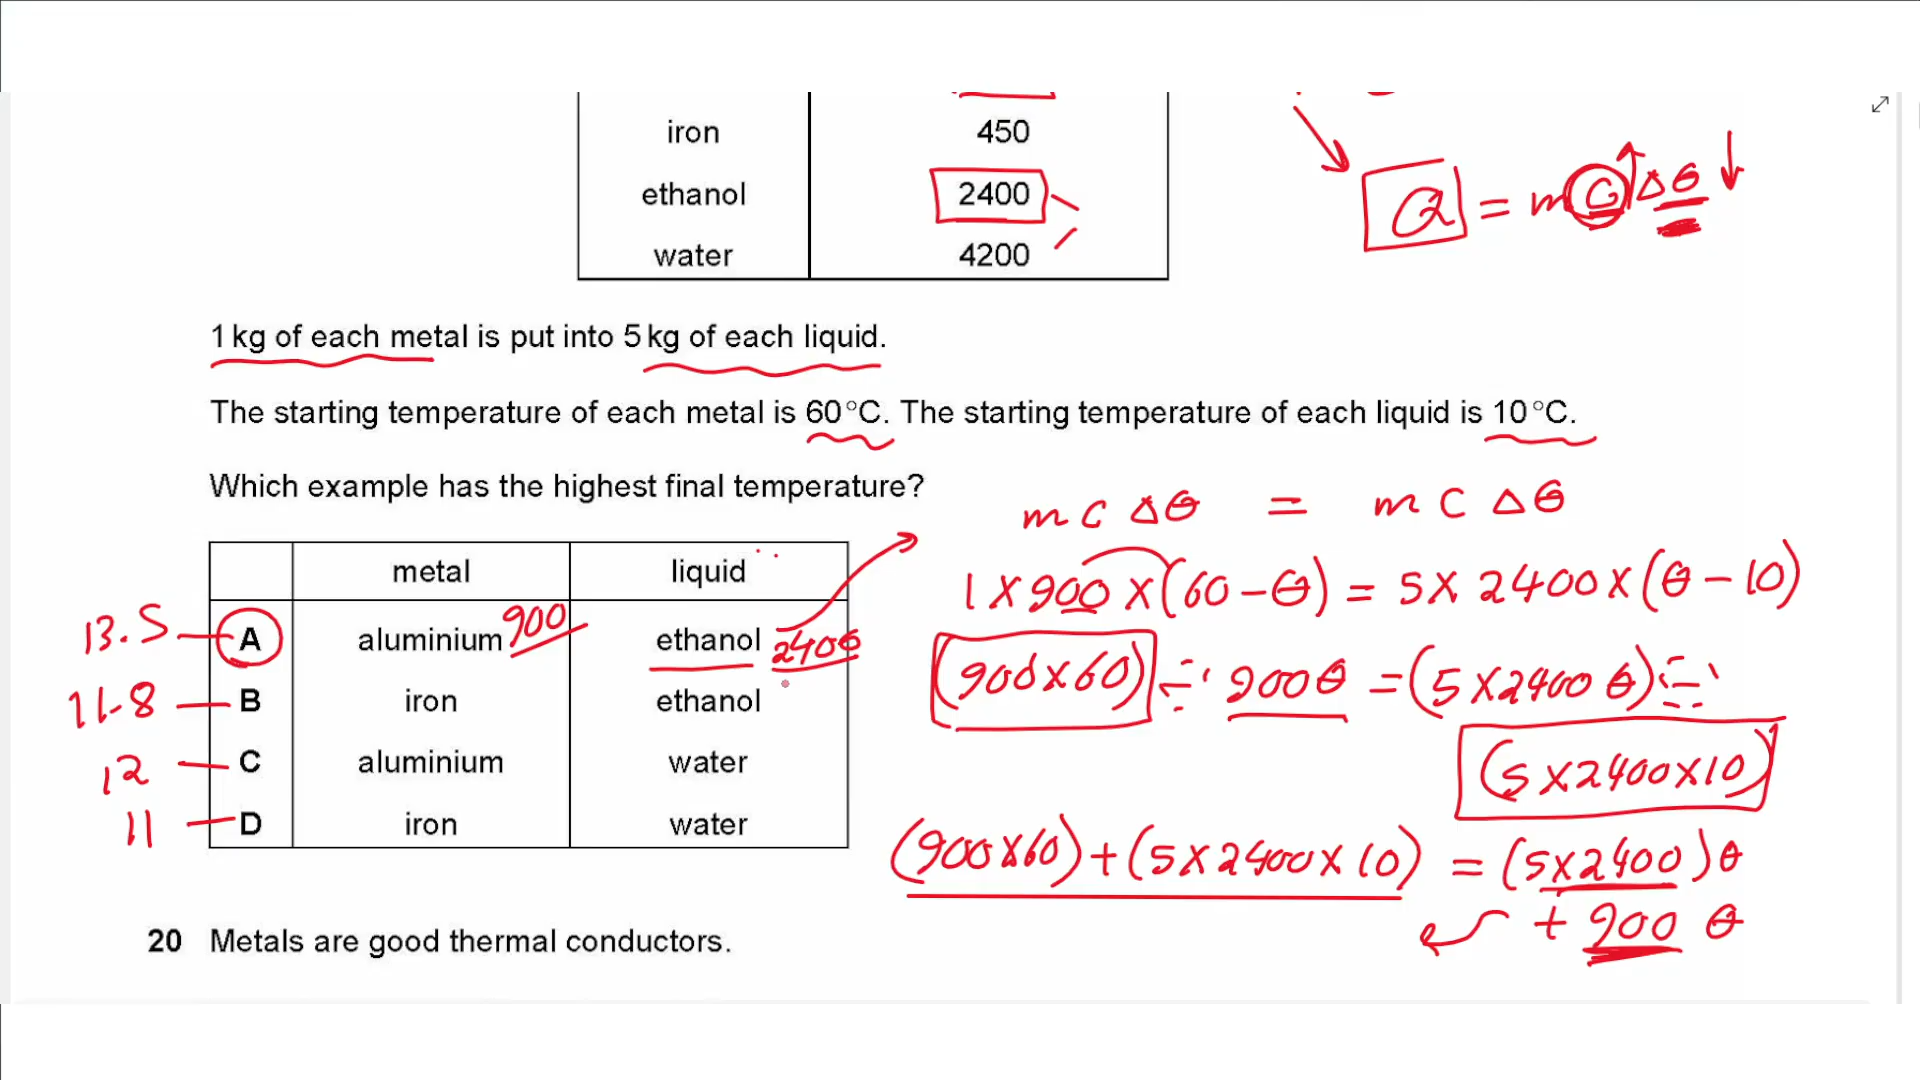 iron 450
ethanol 2400
water 4200
Q = m C Δθ
1 kg of each metal is put into 5 kg of each liquid.
The starting temperature of each metal is 60 °C. The starting temperature of each liquid is 10 °C.
Which example has the highest final temperature?
m C Δθ = m C Δθ
1 × 900 × (60 − θ) = 5 × 2400 × (θ − 10)
(900 × 60) − 900θ = (5 × 2400 θ) −
(5 × 2400 × 10)
(900 × 60) + (5 × 2400 × 10) = (5 × 2400) θ
+ 900 θ
metal liquid
13.5 A aluminium 900 ethanol 2400
11.8 B iron ethanol
12 C aluminium water
11 D iron water
20 Metals are good thermal conductors.